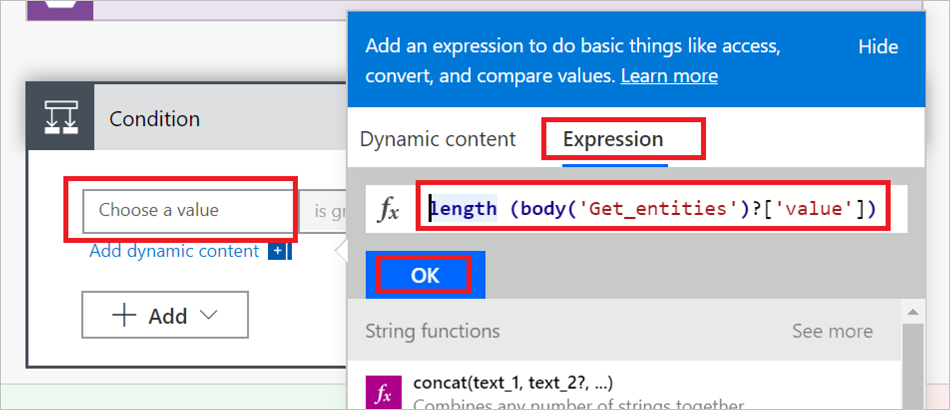 Condition
Choose a value
is gr
Add dynamic content
Add
Add an expression to do basic things like access,
convert, and compare values. Learn more
Hide
Dynamic content
Expression
fx
length (body('Get_entities')?['value'])
OK
String functions
See more
fx
concat(text_1, text_2?, ...)
Combines any number of strings together